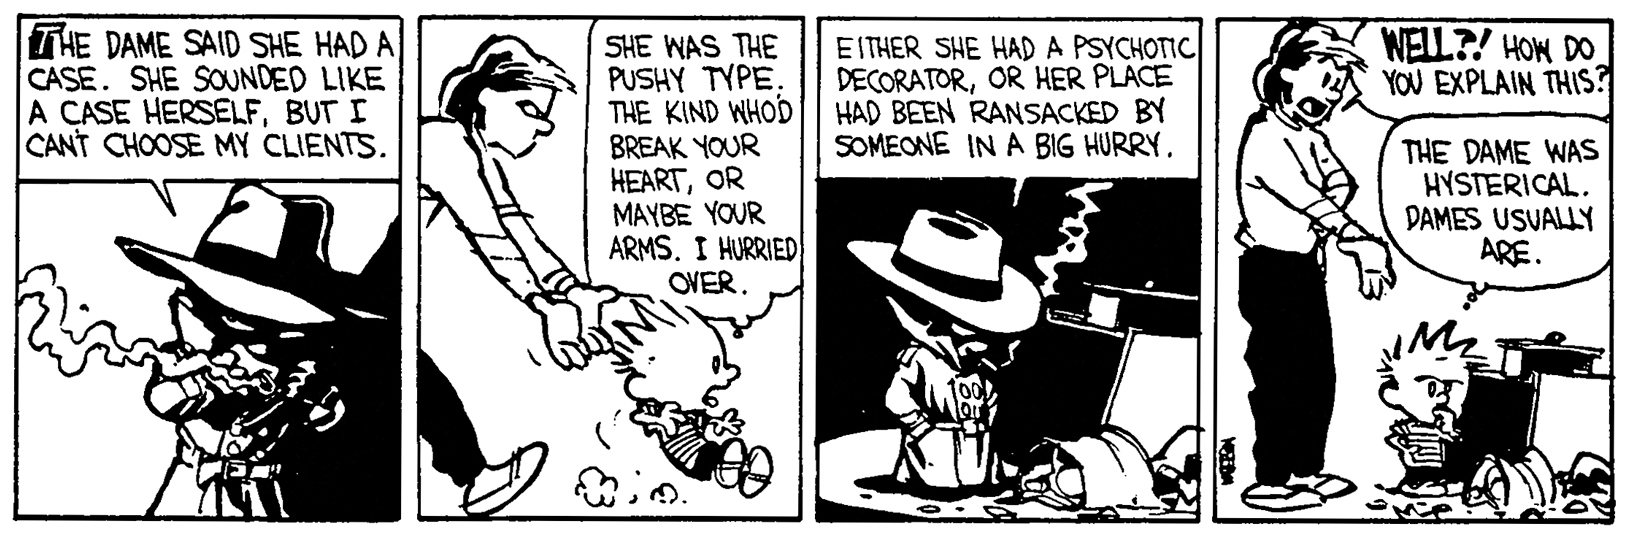 THE DAME SAID SHE HAD A
CASE. SHE SOUNDED LIKE
A CASE HERSELF, BUT I
CAN'T CHOOSE MY CLIENTS.
SHE WAS THE
PUSHY TYPE.
THE KIND WHO'D
BREAK YOUR
HEART, OR
MAYBE YOUR
ARMS. I HURRIED
OVER.
EITHER SHE HAD A PSYCHOTIC
DECORATOR, OR HER PLACE
HAD BEEN RANSACKED BY
SOMEONE IN A BIG HURRY.
WELL?! HOW DO
YOU EXPLAIN THIS?
THE DAME WAS
HYSTERICAL.
DAMES USUALLY
ARE.